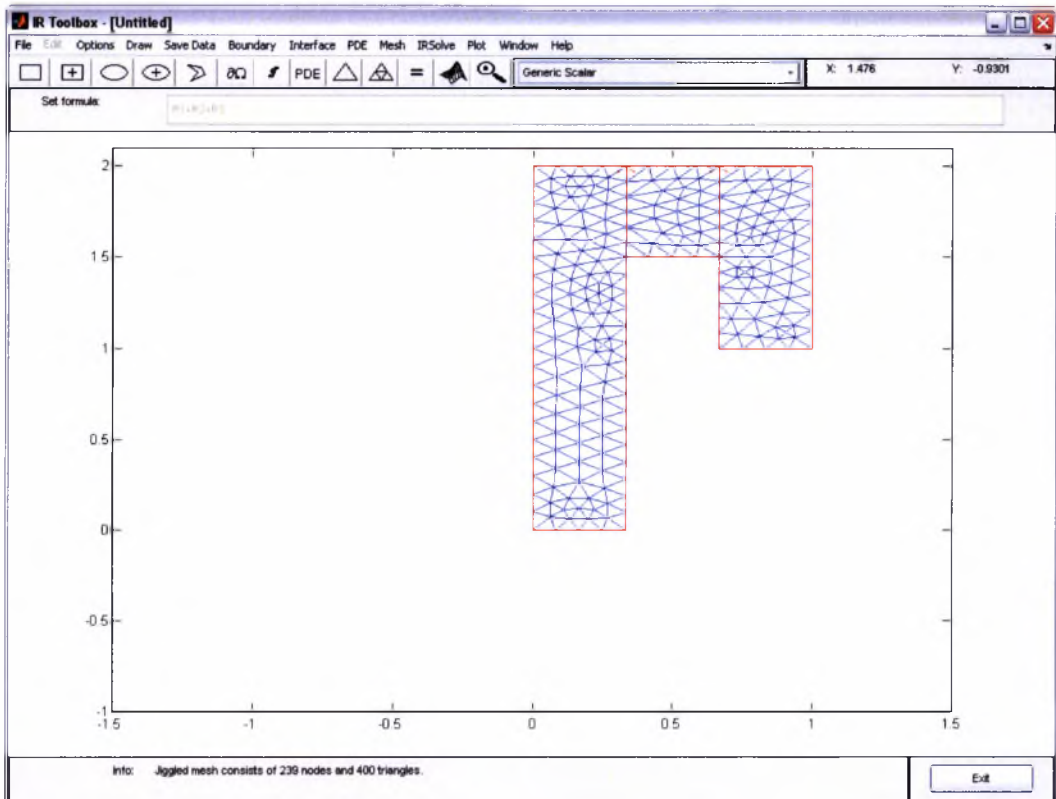 IR Toolbox - [Untitled]
File Edit Options Draw Save Data Boundary Interface PDE Mesh IRSolve Plot Window Help
∂Ω PDE = Generic Scalar X: 1.476 Y: -0.9301
Set formula:
2
1.5
1
0.5
0
-0.5
-1
-1.5 -1 -0.5 0 0.5 1 1.5
Info: Jiggled mesh consists of 239 nodes and 400 triangles.
Exit